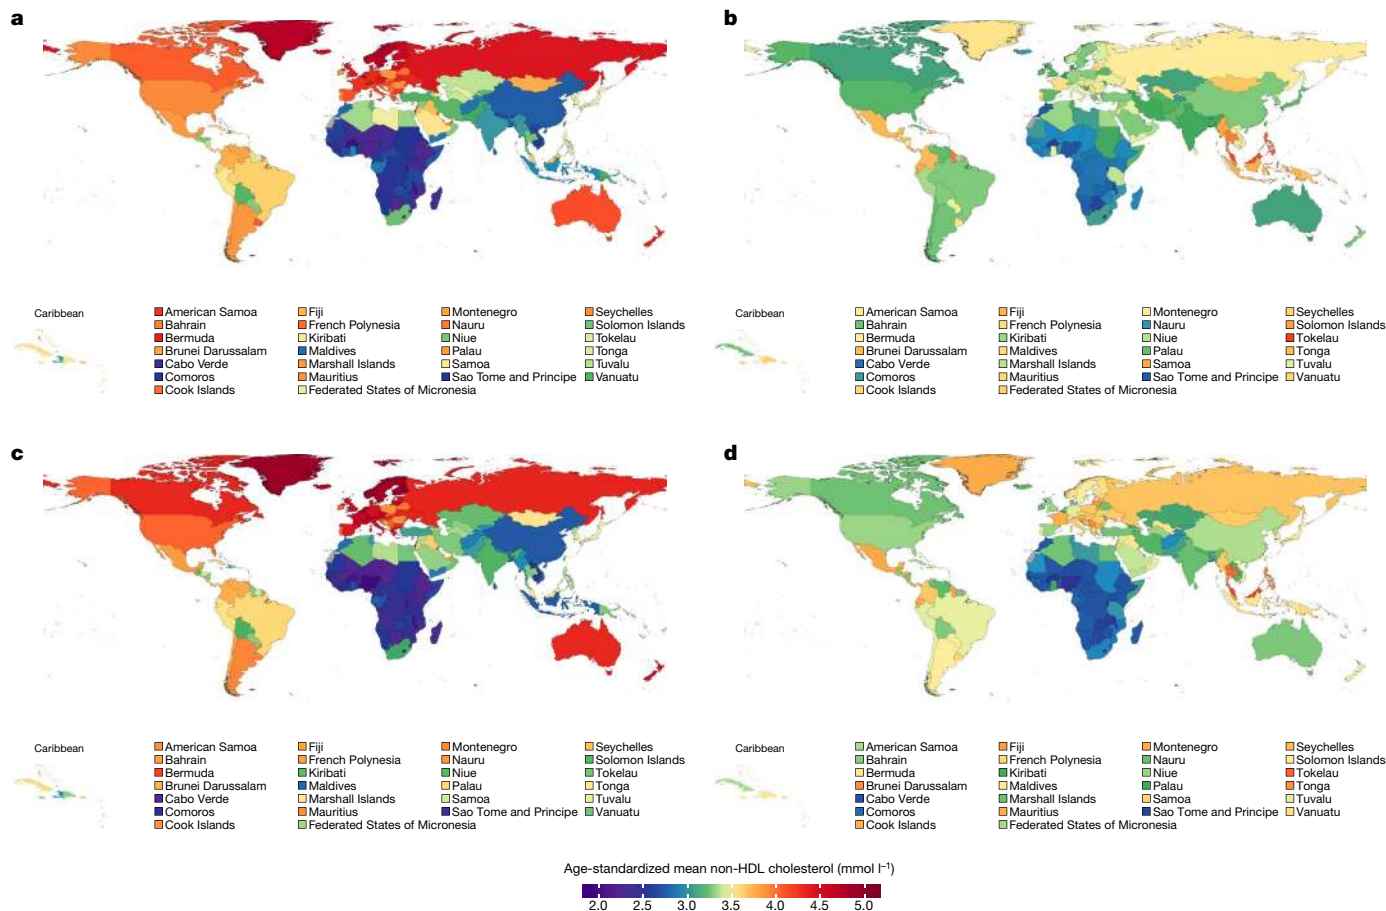 a
b
Caribbean
American Samoa
Bahrain
Bermuda
Brunei Darussalam
Cabo Verde
Comoros
Cook Islands
Fiji
French Polynesia
Kiribati
Maldives
Marshall Islands
Mauritius
Federated States of Micronesia
Montenegro
Nauru
Niue
Palau
Samoa
Sao Tome and Principe
Seychelles
Solomon Islands
Tokelau
Tonga
Tuvalu
Vanuatu
Caribbean
American Samoa
Bahrain
Bermuda
Brunei Darussalam
Cabo Verde
Comoros
Cook Islands
Fiji
French Polynesia
Kiribati
Maldives
Marshall Islands
Mauritius
Federated States of Micronesia
Montenegro
Nauru
Niue
Palau
Samoa
Sao Tome and Principe
Seychelles
Solomon Islands
Tokelau
Tonga
Tuvalu
Vanuatu
c
d
Caribbean
American Samoa
Bahrain
Bermuda
Brunei Darussalam
Cabo Verde
Comoros
Cook Islands
Fiji
French Polynesia
Kiribati
Maldives
Marshall Islands
Mauritius
Federated States of Micronesia
Montenegro
Nauru
Niue
Palau
Samoa
Sao Tome and Principe
Seychelles
Solomon Islands
Tokelau
Tonga
Tuvalu
Vanuatu
Caribbean
American Samoa
Bahrain
Bermuda
Brunei Darussalam
Cabo Verde
Comoros
Cook Islands
Fiji
French Polynesia
Kiribati
Maldives
Marshall Islands
Mauritius
Federated States of Micronesia
Montenegro
Nauru
Niue
Palau
Samoa
Sao Tome and Principe
Seychelles
Solomon Islands
Tokelau
Tonga
Tuvalu
Vanuatu
Age-standardized mean non-HDL cholesterol (mmol l⁻¹)
2.0 2.5 3.0 3.5 4.0 4.5 5.0